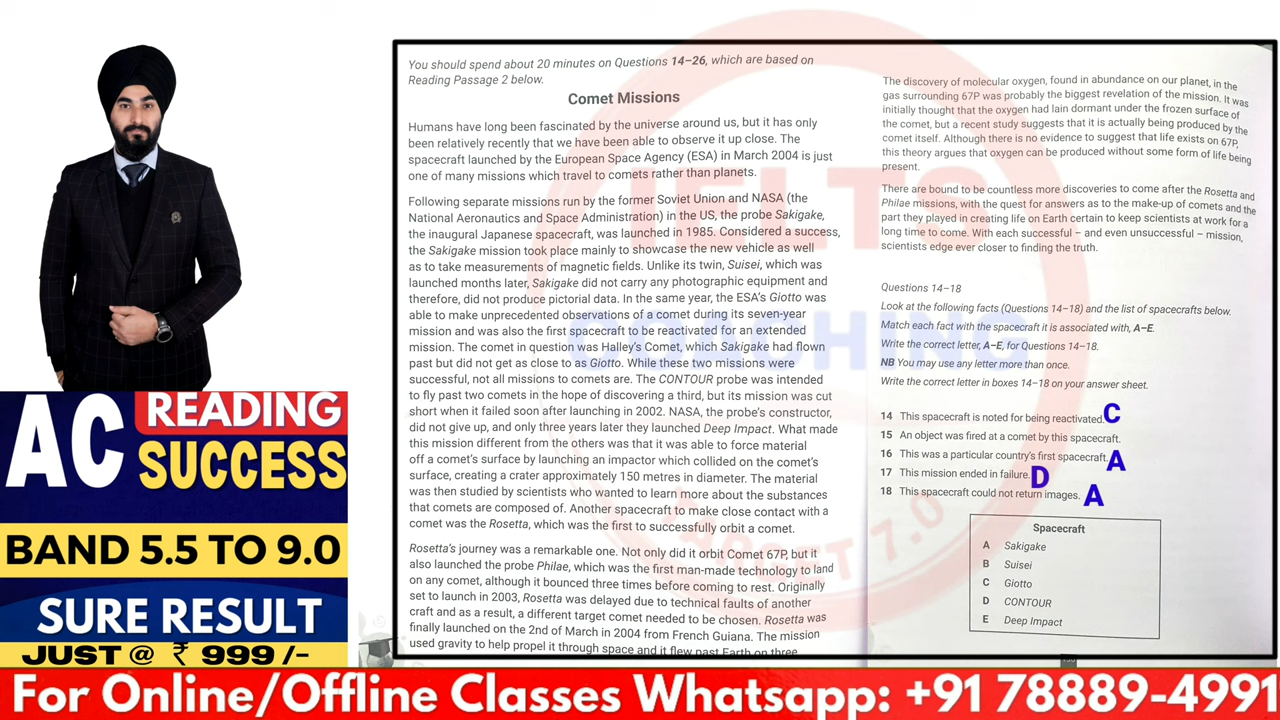 You should spend about 20 minutes on Questions 14–26, which are based on
Reading Passage 2 below.
Comet Missions
Humans have long been fascinated by the universe around us, but it has only
been relatively recently that we have been able to observe it up close. The
spacecraft launched by the European Space Agency (ESA) in March 2004 is just
one of many missions which travel to comets rather than planets.
Following separate missions run by the former Soviet Union and NASA (the
National Aeronautics and Space Administration) in the US, the probe Sakigake,
the inaugural Japanese spacecraft, was launched in 1985. Considered a success,
the Sakigake mission took place mainly to showcase the new vehicle as well
as to take measurements of magnetic fields. Unlike its twin, Suisei, which was
launched months later, Sakigake did not carry any photographic equipment and
therefore, did not produce pictorial data. In the same year, the ESA's Giotto was
able to make unprecedented observations of a comet during its seven-year
mission and was also the first spacecraft to be reactivated for an extended
mission. The comet in question was Halley's Comet, which Sakigake had flown
past but did not get as close to as Giotto. While these two missions were
successful, not all missions to comets are. The CONTOUR probe was intended
to fly past two comets in the hope of discovering a third, but its mission was cut
short when it failed soon after launching in 2002. NASA, the probe's constructor,
did not give up, and only three years later they launched Deep Impact. What made
this mission different from the others was that it was able to force material
off a comet's surface by launching an impactor which collided on the comet's
surface, creating a crater approximately 150 metres in diameter. The material
was then studied by scientists who wanted to learn more about the substances
that comets are composed of. Another spacecraft to make close contact with a
comet was the Rosetta, which was the first to successfully orbit a comet.
Rosetta's journey was a remarkable one. Not only did it orbit Comet 67P, but it
also launched the probe Philae, which was the first man-made technology to land
on any comet, although it bounced three times before coming to rest. Originally
set to launch in 2003, Rosetta was delayed due to technical faults of another
craft and as a result, a different target comet needed to be chosen. Rosetta was
finally launched on the 2nd of March in 2004 from French Guiana. The mission
used gravity to help propel it through space and it flew past Earth on three
The discovery of molecular oxygen, found in abundance on our planet, in the
gas surrounding 67P was probably the biggest revelation of the mission. It was
initially thought that the oxygen had lain dormant under the frozen surface of
the comet, but a recent study suggests that it is actually being produced by the
comet itself. Although there is no evidence to suggest that life exists on 67P,
this theory argues that oxygen can be produced without some form of life being
present.
There are bound to be countless more discoveries to come after the Rosetta and
Philae missions, with the quest for answers as to the make-up of comets and the
part they played in creating life on Earth certain to keep scientists at work for a
long time to come. With each successful – and even unsuccessful – mission,
scientists edge ever closer to finding the truth.
Questions 14–18
Look at the following facts (Questions 14–18) and the list of spacecrafts below.
Match each fact with the spacecraft it is associated with, A–E.
Write the correct letter, A–E, for Questions 14–18.
NB You may use any letter more than once.
Write the correct letter in boxes 14–18 on your answer sheet.
14 This spacecraft is noted for being reactivated. C
15 An object was fired at a comet by this spacecraft.
16 This was a particular country's first spacecraft. A
17 This mission ended in failure. D
18 This spacecraft could not return images. A
Spacecraft
A Sakigake
B Suisei
C Giotto
D CONTOUR
E Deep Impact
IELTS
COACHING
TARGET 7.0
AC READING
SUCCESS
BAND 5.5 TO 9.0
SURE RESULT
JUST @ ₹ 999 /-
For Online/Offline Classes Whatsapp: +91 78889-4991